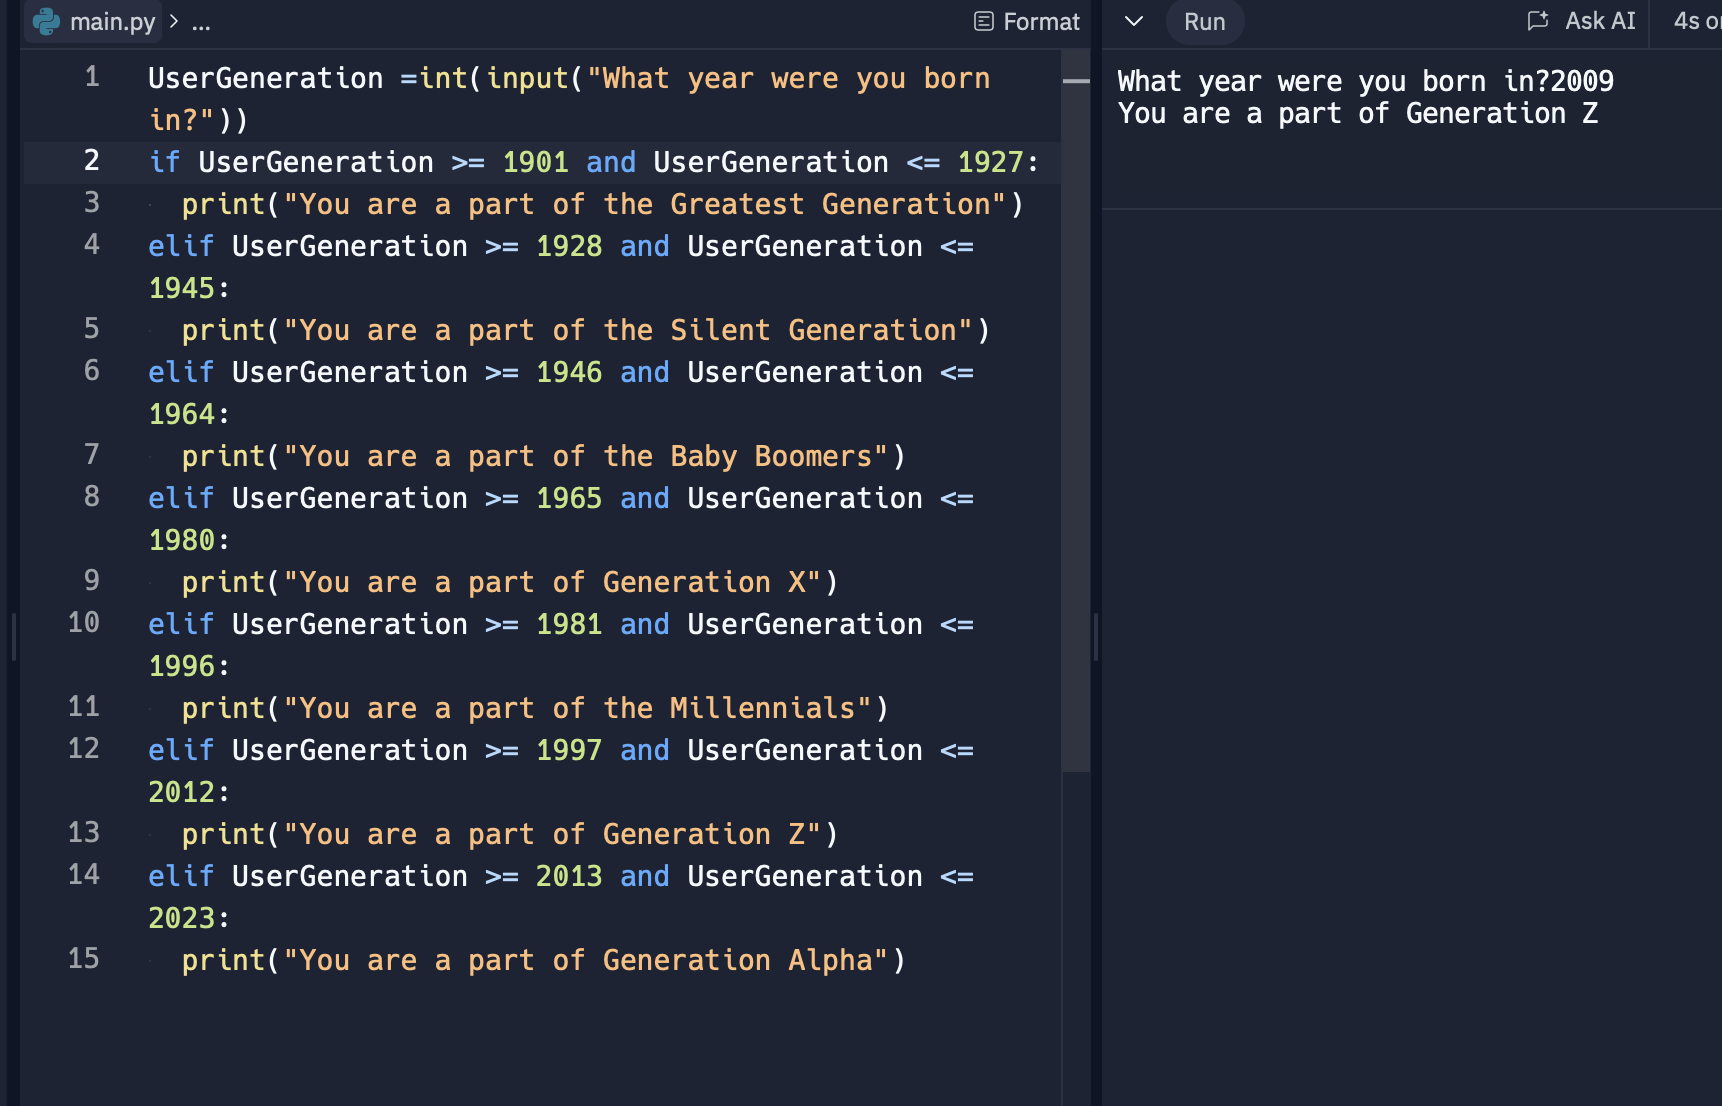 main.py > ...
Format
1 UserGeneration =int(input("What year were you born
in?"))
2 if UserGeneration >= 1901 and UserGeneration <= 1927:
3 print("You are a part of the Greatest Generation")
4 elif UserGeneration >= 1928 and UserGeneration <=
1945:
5 print("You are a part of the Silent Generation")
6 elif UserGeneration >= 1946 and UserGeneration <=
1964:
7 print("You are a part of the Baby Boomers")
8 elif UserGeneration >= 1965 and UserGeneration <=
1980:
9 print("You are a part of Generation X")
10 elif UserGeneration >= 1981 and UserGeneration <=
1996:
11 print("You are a part of the Millennials")
12 elif UserGeneration >= 1997 and UserGeneration <=
2012:
13 print("You are a part of Generation Z")
14 elif UserGeneration >= 2013 and UserGeneration <=
2023:
15 print("You are a part of Generation Alpha")
Run
Ask AI
4s
What year were you born in?2009
You are a part of Generation Z